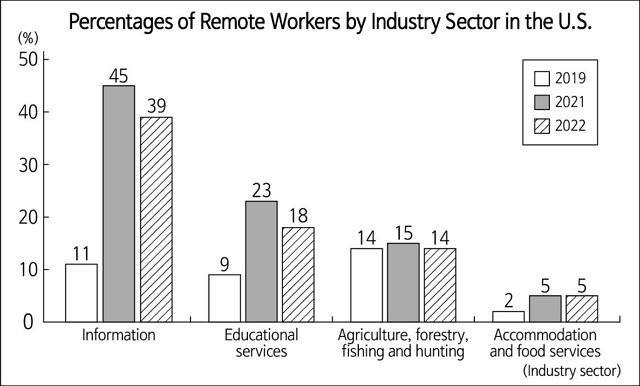 Percentages of Remote Workers by Industry Sector in the U.S.
(%)
50
40
30
20
10
0
2019
2021
2022
11
45
39
9
23
18
14
15
14
2
5
5
Information
Educational
services
Agriculture, forestry,
fishing and hunting
Accommodation
and food services
(Industry sector)